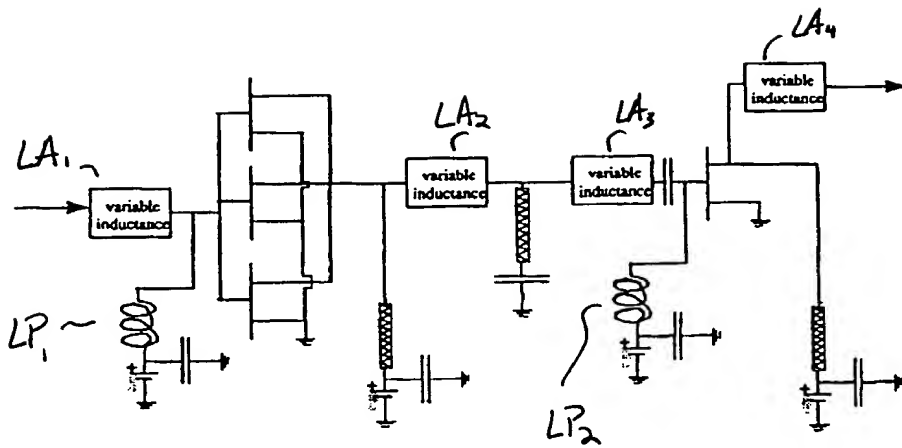 LA4
variable
inductance
LA2
LA3
LA1
variable
inductance
variable
inductance
variable
inductance
LP1
LP2